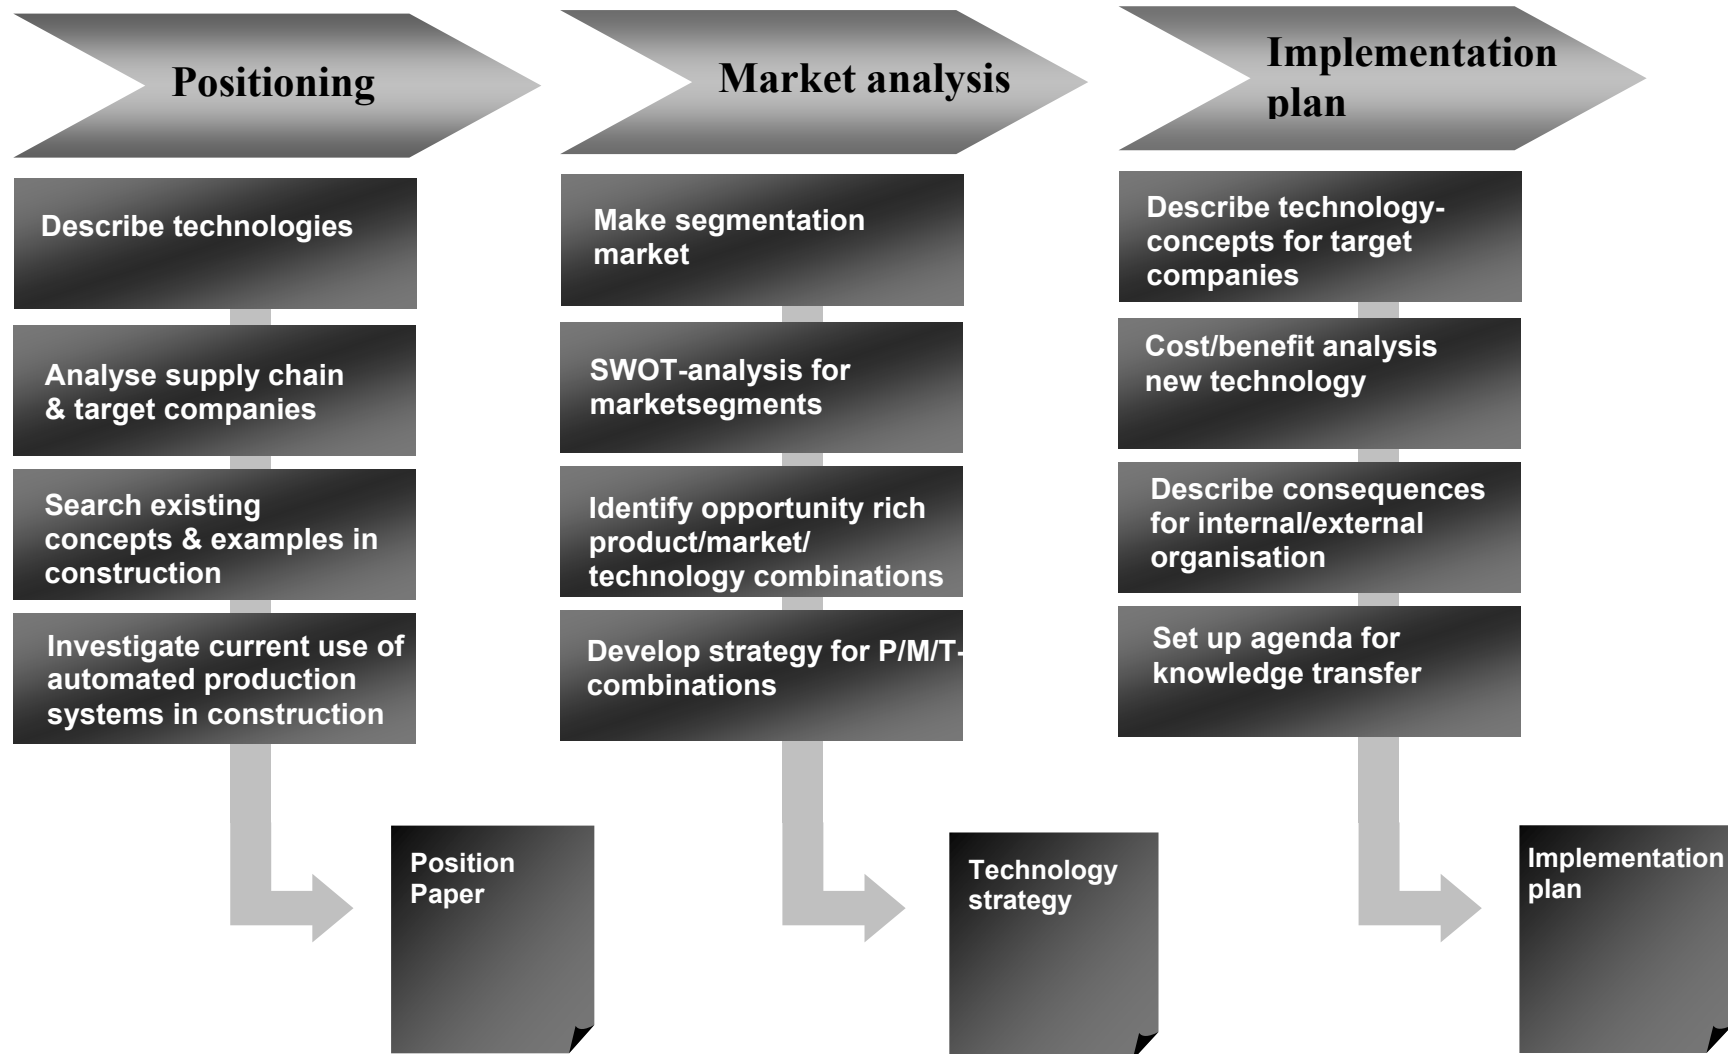 Positioning
Describe technologies
Analyse supply chain
& target companies
Search existing
concepts & examples in
construction
Investigate current use of
automated production
systems in construction
Position
Paper
Market analysis
Make segmentation
market
SWOT-analysis for
marketsegments
Identify opportunity rich
product/market/
technology combinations
Develop strategy for P/M/T-
combinations
Technology
strategy
Implementation
plan
Describe technology-
concepts for target
companies
Cost/benefit analysis
new technology
Describe consequences
for internal/external
organisation
Set up agenda for
knowledge transfer
Implementation
plan